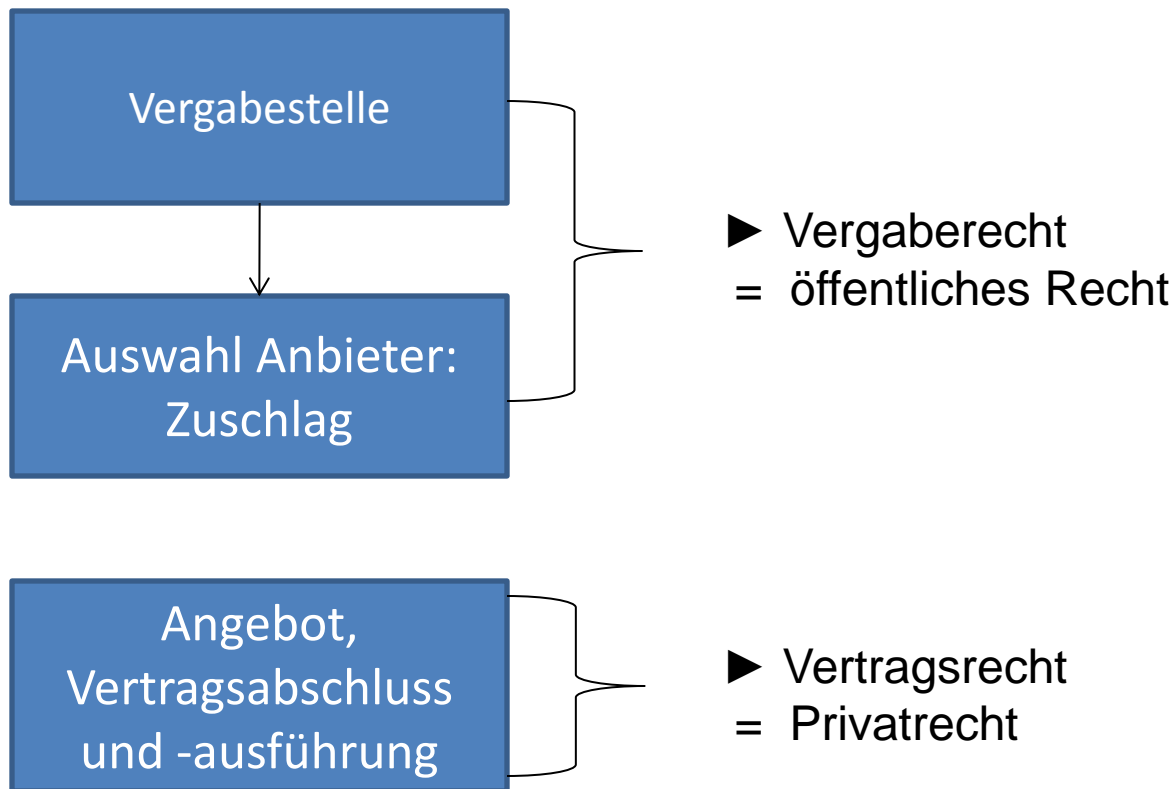 Vergabestelle
Auswahl Anbieter:
Zuschlag
► Vergaberecht
= öffentliches Recht
Angebot,
Vertragsabschluss
und -ausführung
► Vertragsrecht
= Privatrecht